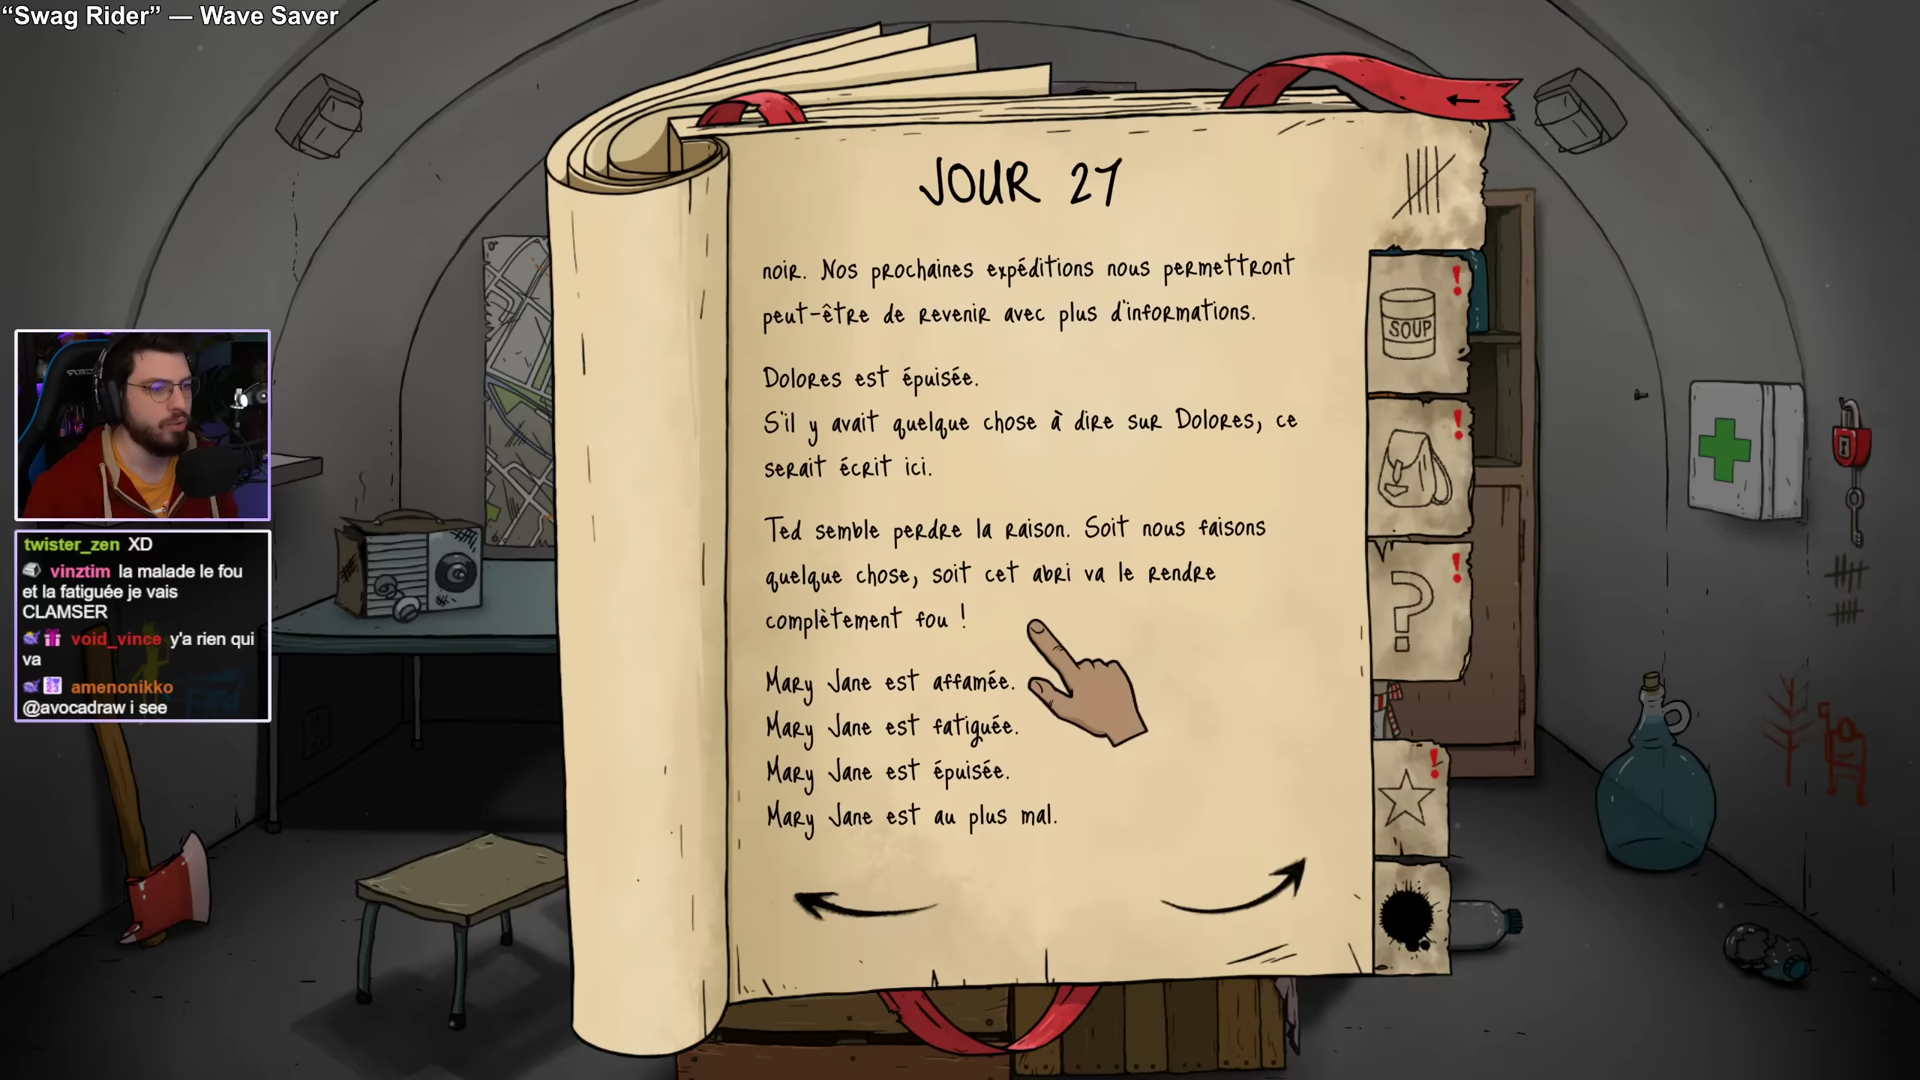 “Swag Rider” — Wave Saver
JOUR 27
noir. Nos prochaines expéditions nous permettront
peut-être de revenir avec plus d'informations.
Dolores est épuisée.
S'il y avait quelque chose à dire sur Dolores, ce
serait écrit ici.
Ted semble perdre la raison. Soit nous faisons
quelque chose, soit cet abri va le rendre
complètement fou !
Mary Jane est affamée.
Mary Jane est fatiguée.
Mary Jane est épuisée.
Mary Jane est au plus mal.
!
SOUP
!
!
?
!
twister_zen XD
vinztim la malade le fou
et la fatiguée je vais
CLAMSER
void_vince y'a rien qui
va
amenonikko
@avocadraw i see